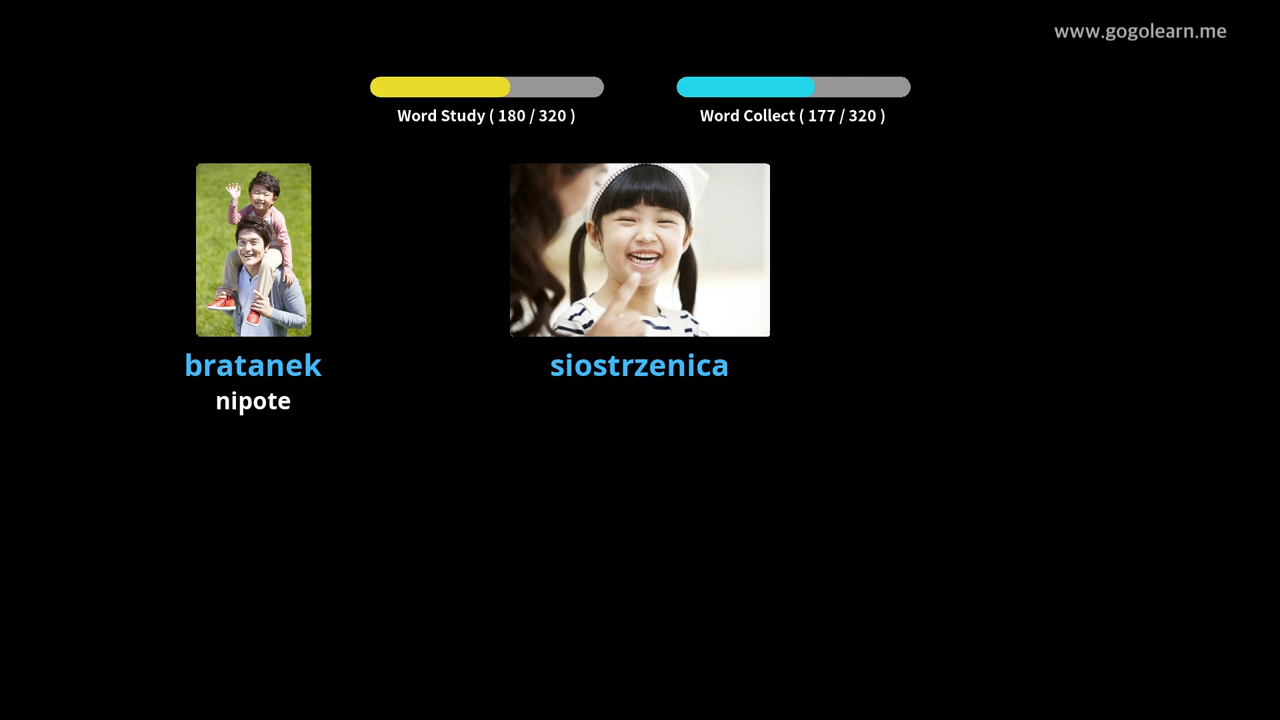 www.gogolearn.me
Word Study ( 180 / 320 )
Word Collect ( 177 / 320 )
bratanek
siostrzenica
nipote